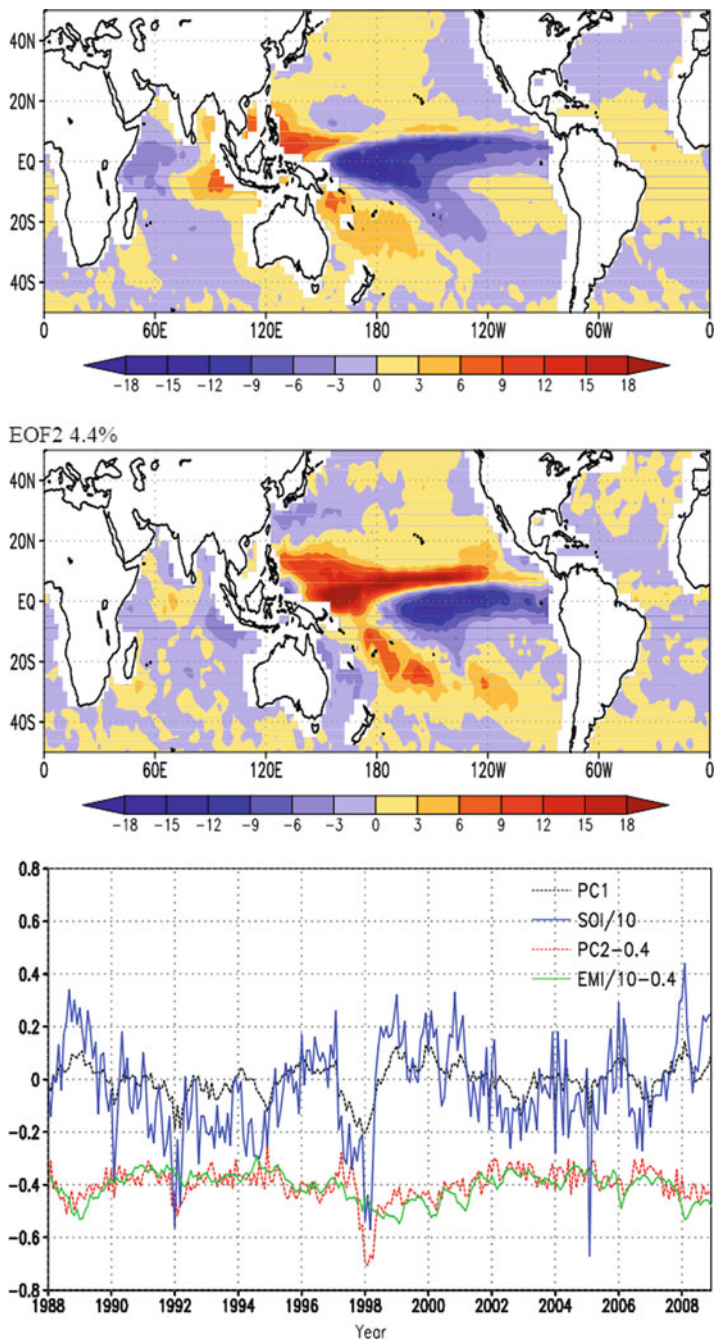 40N
20N
EQ
20S
40S
0 60E 120E 180 120W 60W 0
-18 -15 -12 -9 -6 -3 0 3 6 9 12 15 18
EOF2 4.4%
40N
20N
EQ
20S
40S
0 60E 120E 180 120W 60W 0
-18 -15 -12 -9 -6 -3 0 3 6 9 12 15 18
0.8
0.6
0.4
0.2
0
-0.2
-0.4
-0.6
-0.8
PC1
SOI/10
PC2-0.4
EMI/10-0.4
1988 1990 1992 1994 1996 1998 2000 2002 2004 2006 2008
Year